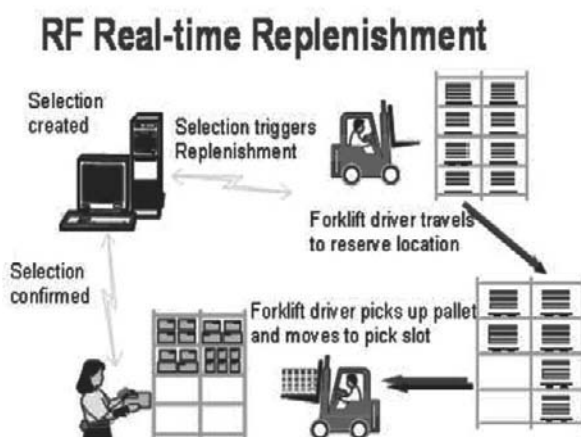 RF Real-time Replenishment
Selection
created
Selection triggers
Replenishment
Forklift driver travels
to reserve location
Selection
confirmed
Forklift driver picks up pallet
and moves to pick slot